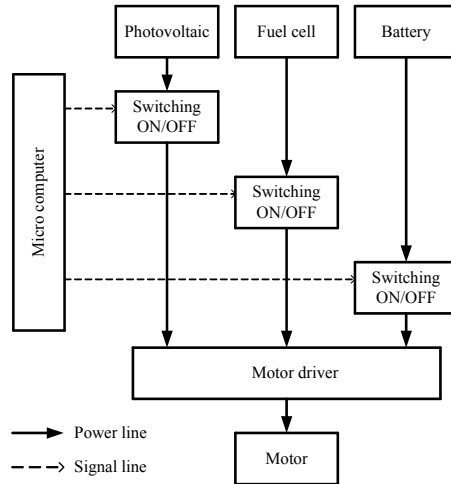 Photovoltaic
Fuel cell
Battery
Micro computer
Switching
ON/OFF
Switching
ON/OFF
Switching
ON/OFF
Motor driver
Power line
Signal line
Motor